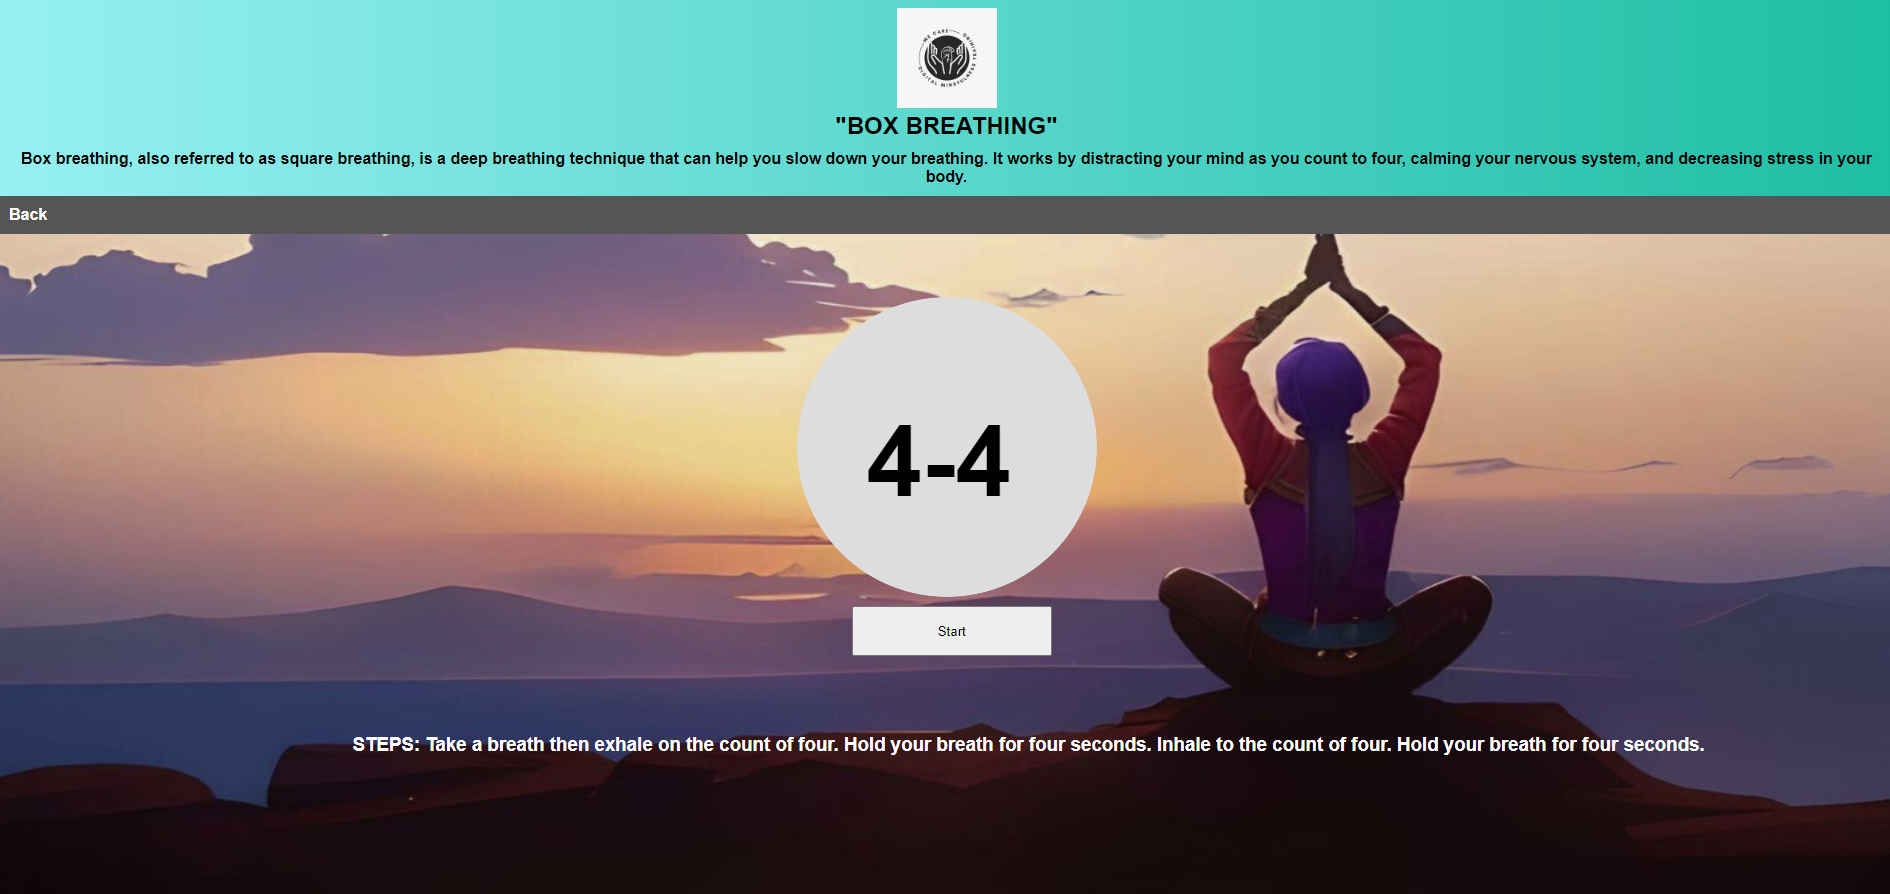 WE CARE
DIGITAL MINDFULNESS TRAINING
"BOX BREATHING"
Box breathing, also referred to as square breathing, is a deep breathing technique that can help you slow down your breathing. It works by distracting your mind as you count to four, calming your nervous system, and decreasing stress in your
body.
Back
4-4
Start
STEPS: Take a breath then exhale on the count of four. Hold your breath for four seconds. Inhale to the count of four. Hold your breath for four seconds.